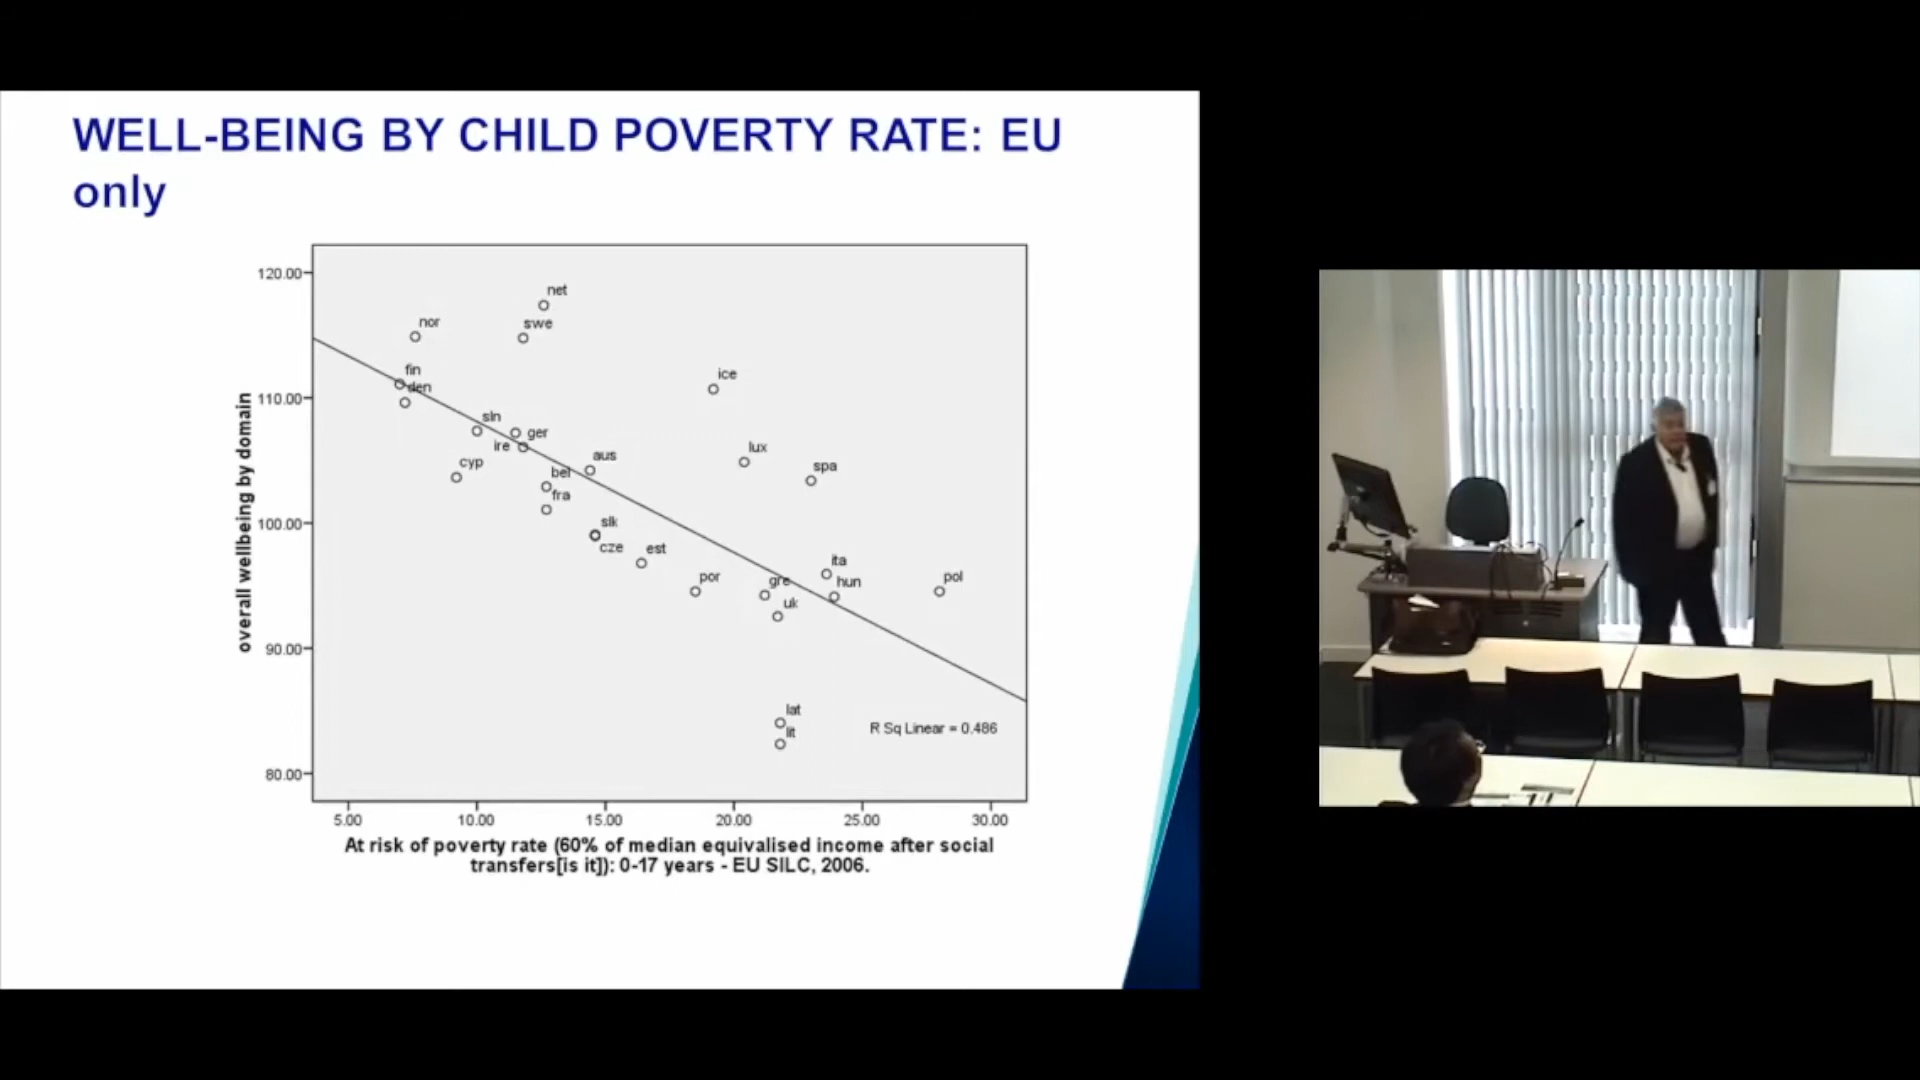 WELL-BEING BY CHILD POVERTY RATE: EU
only
120.00
110.00
100.00
90.00
80.00
overall wellbeing by domain
net
nor
swe
fin
den
ice
sln
ger
ire
cyp
bel
aus
fra
lux
spa
slk
cze
est
por
gre
uk
ita
hun
pol
lat
lit
R Sq Linear = 0.486
5.00
10.00
15.00
20.00
25.00
30.00
At risk of poverty rate (60% of median equivalised income after social
transfers[is it]): 0-17 years - EU SILC, 2006.